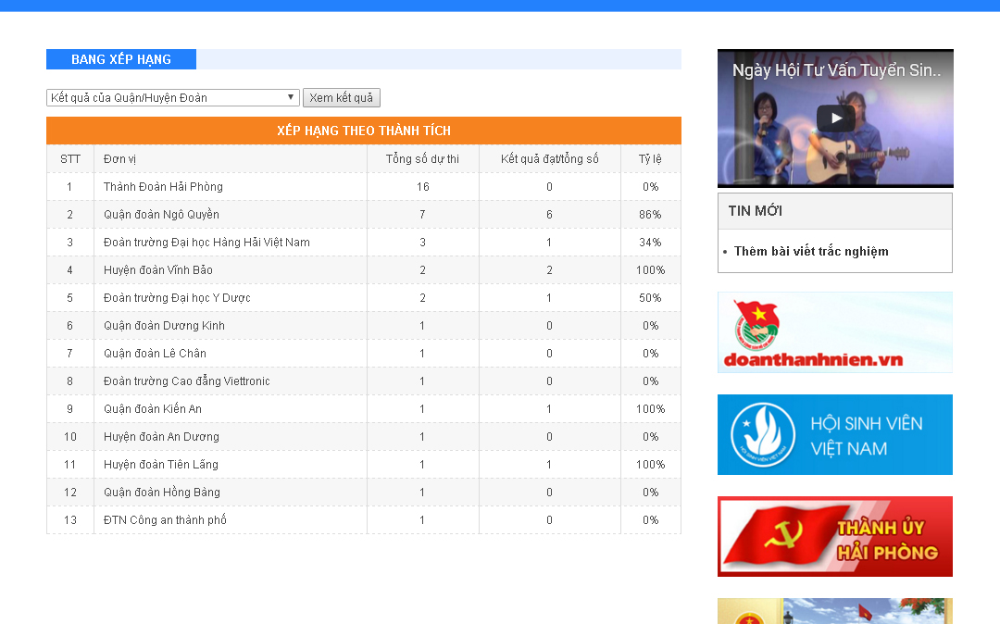 BANG XẾP HẠNG
Kết quả của Quận/Huyện Đoàn
Xem kết quả
XẾP HẠNG THEO THÀNH TÍCH
STT Đơn vị Tổng số dự thi Kết quả đạt/tổng số Tỷ lệ
1 Thành Đoàn Hải Phòng 16 0 0%
2 Quận đoàn Ngô Quyền 7 6 86%
3 Đoàn trường Đại học Hàng Hải Việt Nam 3 1 34%
4 Huyện đoàn Vĩnh Bảo 2 2 100%
5 Đoàn trường Đại học Y Dược 2 1 50%
6 Quận đoàn Dương Kinh 1 0 0%
7 Quận đoàn Lê Chân 1 0 0%
8 Đoàn trường Cao đẳng Viettronic 1 0 0%
9 Quận đoàn Kiến An 1 1 100%
10 Huyện đoàn An Dương 1 0 0%
11 Huyện đoàn Tiên Lãng 1 1 100%
12 Quận đoàn Hồng Bàng 1 0 0%
13 ĐTN Công an thành phố 1 0 0%
Ngày Hội Tư Vấn Tuyển Sin..
TIN MỚI
Thêm bài viết trắc nghiệm
doanthanhnien.vn
HỘI SINH VIÊN
VIỆT NAM
HỘI SINH VIÊN VIỆT NAM
THÀNH ỦY
HẢI PHÒNG